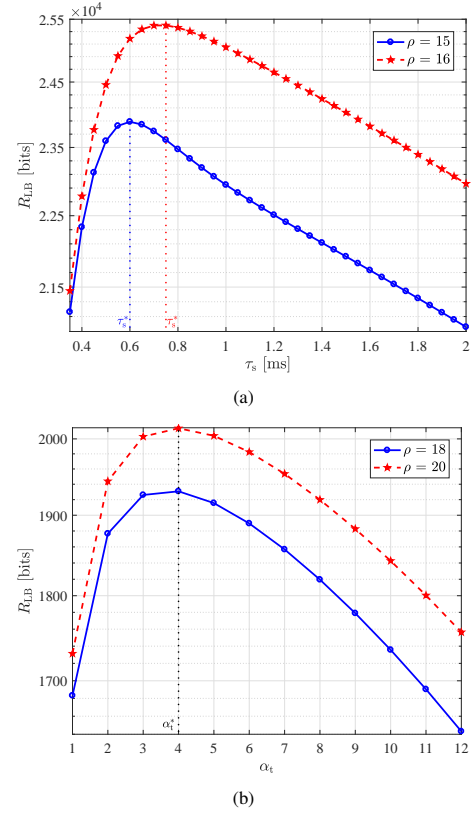 ×10⁴
2.55
2.45
2.35
2.25
2.15
R_LB [bits]
ρ = 15
ρ = 16
τ_s^*
τ_s^*
0.4 0.6 0.8 1 1.2 1.4 1.6 1.8 2
τ_s [ms]
(a)
2000
1900
1800
1700
R_LB [bits]
ρ = 18
ρ = 20
α_t^*
1 2 3 4 5 6 7 8 9 10 11 12
α_t
(b)